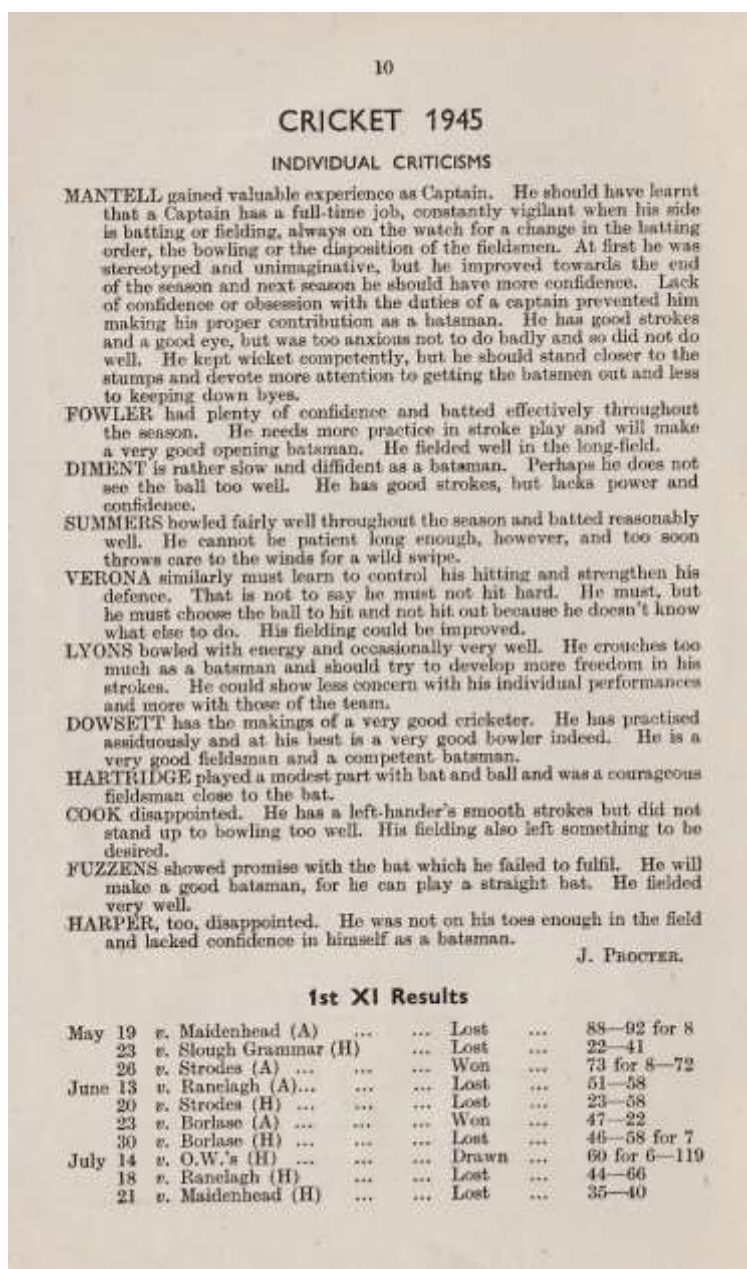 10
CRICKET 1945
INDIVIDUAL CRITICISMS
MANTELL gained valuable experience as Captain. He should have learnt
that a Captain has a full-time job, constantly vigilant when his side
is batting or fielding, always on the watch for a change in the batting
order, the bowling or the disposition of the fieldsmen. At first he was
stereotyped and unimaginative, but he improved towards the end
of the season and next season he should have more confidence. Lack
of confidence or obsession with the duties of a captain prevented him
making his proper contribution as a batsman. He has good strokes
and a good eye, but was too anxious not to do badly and so did not do
well. He kept wicket competently, but he should stand closer to the
stumps and devote more attention to getting the batsmen out and less
to keeping down byes.
FOWLER had plenty of confidence and batted effectively throughout
the season. He needs more practice in stroke play and will make
a very good opening batsman. He fielded well in the long-field.
DIMENT is rather slow and diffident as a batsman. Perhaps he does not
see the ball too well. He has good strokes, but lacks power and
confidence.
SUMMERS bowled fairly well throughout the season and batted reasonably
well. He cannot be patient long enough, however, and too soon
throws care to the winds for a wild swipe.
VERONA similarly must learn to control his hitting and strengthen his
defence. That is not to say he must not hit hard. He must, but
he must choose the ball to hit and not hit out because he doesn't know
what else to do. His fielding could be improved.
LYONS bowled with energy and occasionally very well. He crouches too
much as a batsman and should try to develop more freedom in his
strokes. He could show less concern with his individual performances
and more with those of the team.
DOWSETT has the makings of a very good cricketer. He has practised
assiduously and at his best is a very good bowler indeed. He is a
very good fieldsman and a competent batsman.
HARTRIDGE played a modest part with bat and ball and was a courageous
fieldsman close to the bat.
COOK disappointed. He has a left-hander's smooth strokes but did not
stand up to bowling too well. His fielding also left something to be
desired.
FUZZENS showed promise with the bat which he failed to fulfil. He will
make a good batsman, for he can play a straight bat. He fielded
very well.
HARPER, too, disappointed. He was not on his toes enough in the field
and lacked confidence in himself as a batsman.
J. PROCTER.
1st XI Results
May 19 v. Maidenhead (A) ... ... Lost ... 88—92 for 8
23 v. Slough Grammar (H) ... Lost ... 22—41
26 v. Strodes (A) ... ... ... Won ... 73 for 8—72
June 13 v. Ranelagh (A)... ... ... Lost ... 51—58
20 v. Strodes (H) ... ... ... Lost ... 23—58
23 v. Borlase (A) ... ... ... Won ... 47—22
30 v. Borlase (H) ... ... ... Lost ... 46—58 for 7
July 14 v. O.W.'s (H) ... ... ... Drawn ... 60 for 6—119
18 v. Ranelagh (H) ... ... Lost ... 44—66
21 v. Maidenhead (H) ... ... Lost ... 35—40